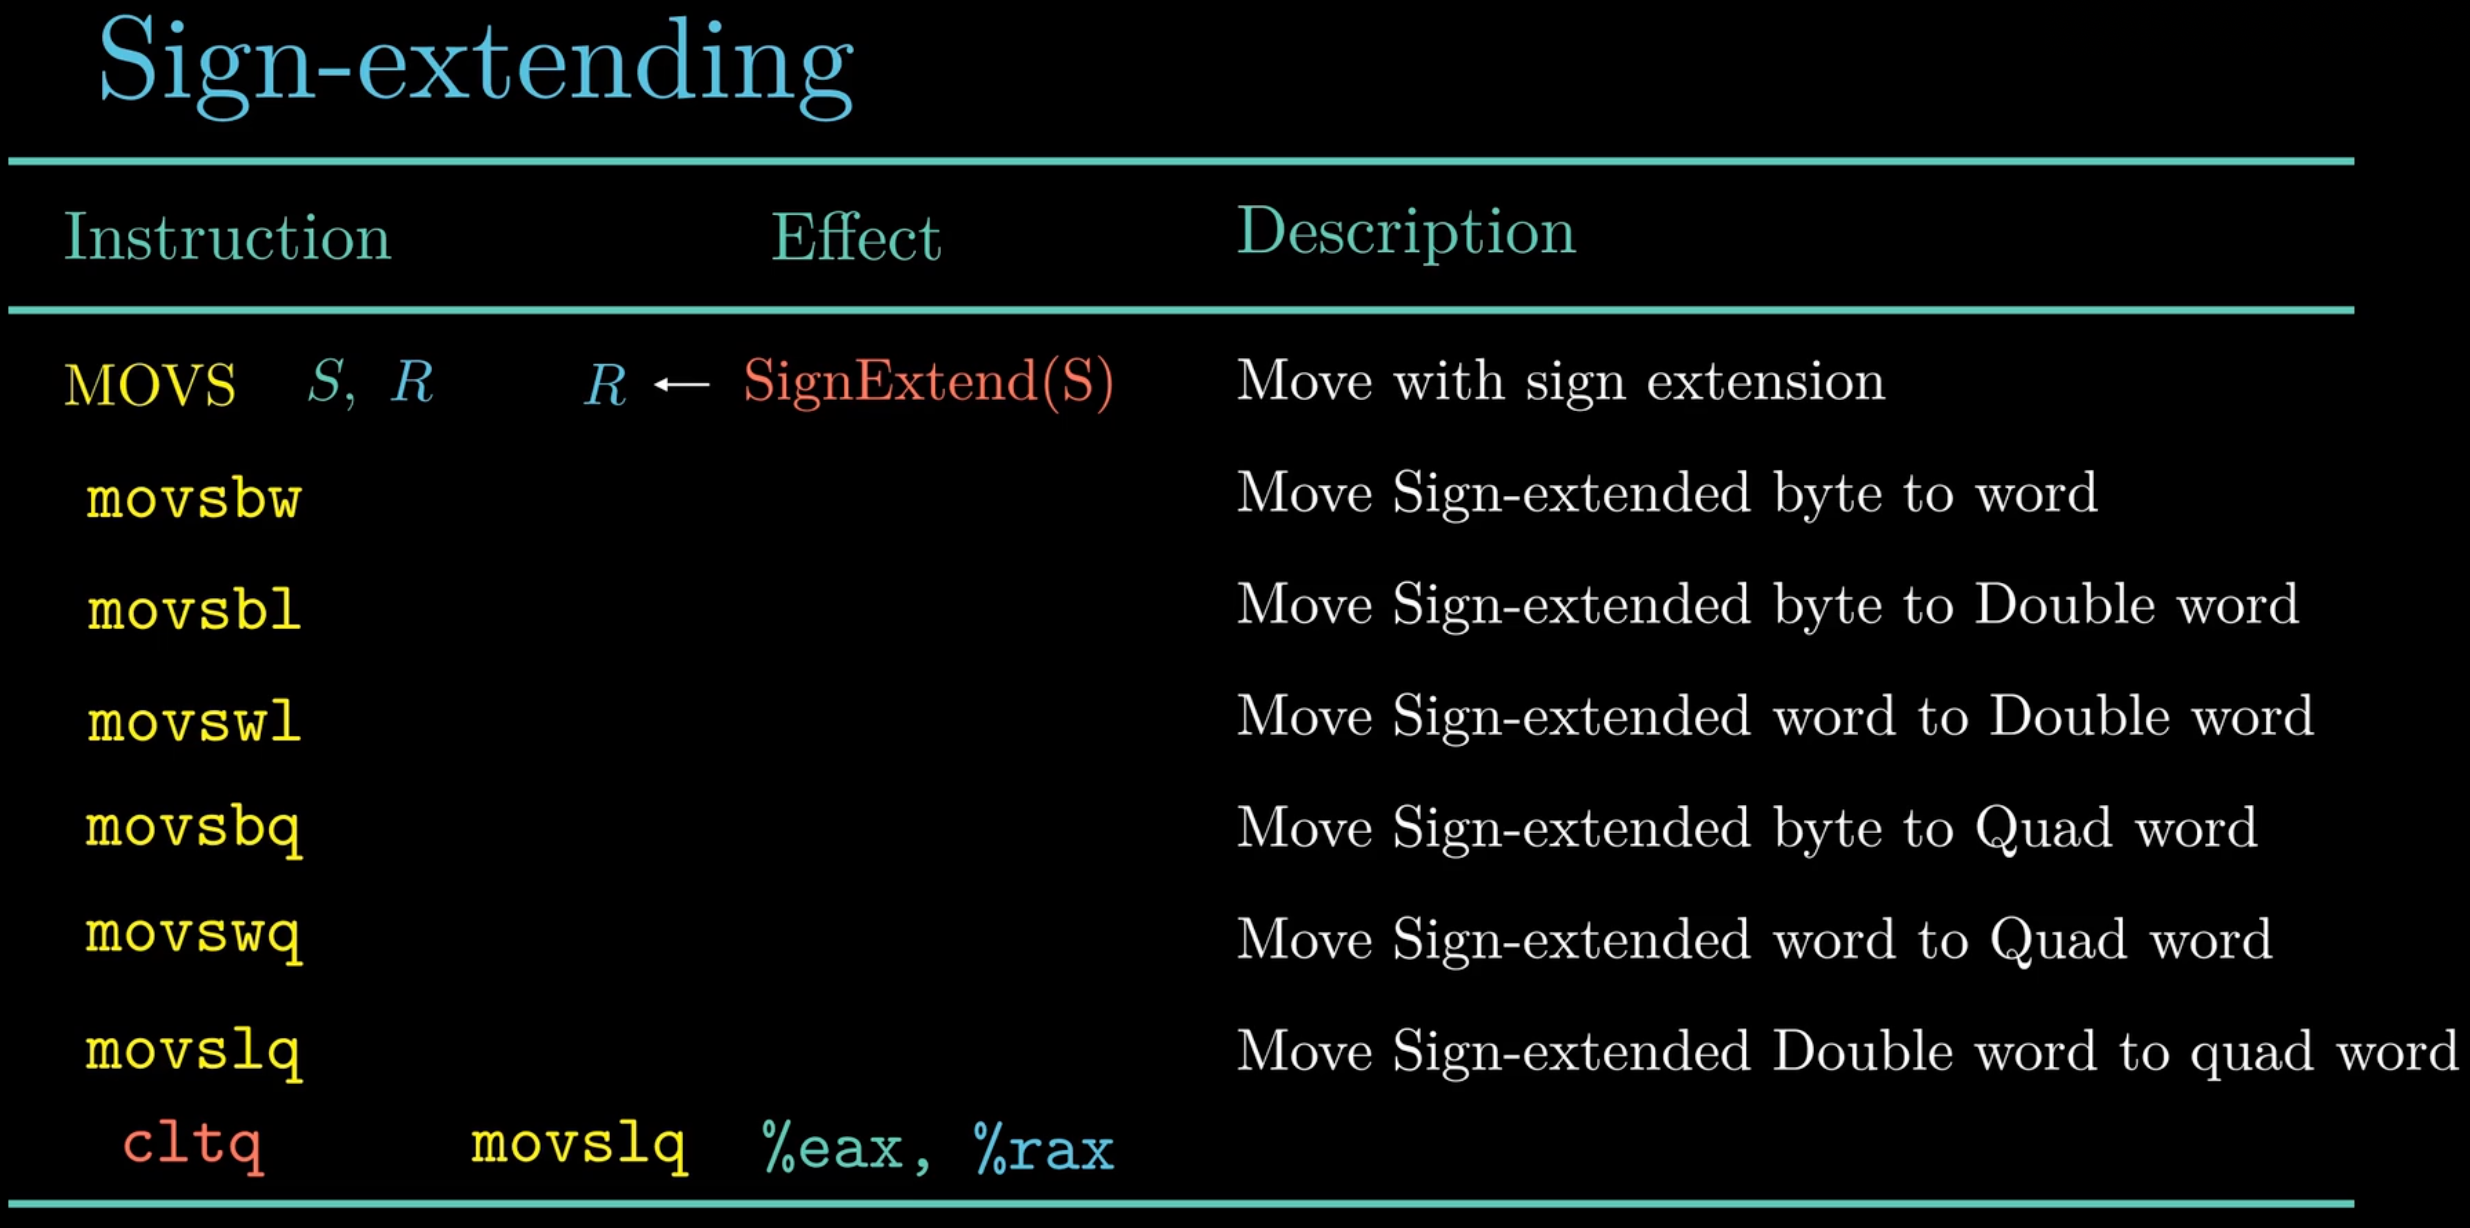 Sign-extending
Instruction Effect Description
MOVS S, R R ← SignExtend(S) Move with sign extension
movsbw Move Sign-extended byte to word
movsbl Move Sign-extended byte to Double word
movswl Move Sign-extended word to Double word
movsbq Move Sign-extended byte to Quad word
movswq Move Sign-extended word to Quad word
movslq Move Sign-extended Double word to quad word
cltq movslq %eax, %rax